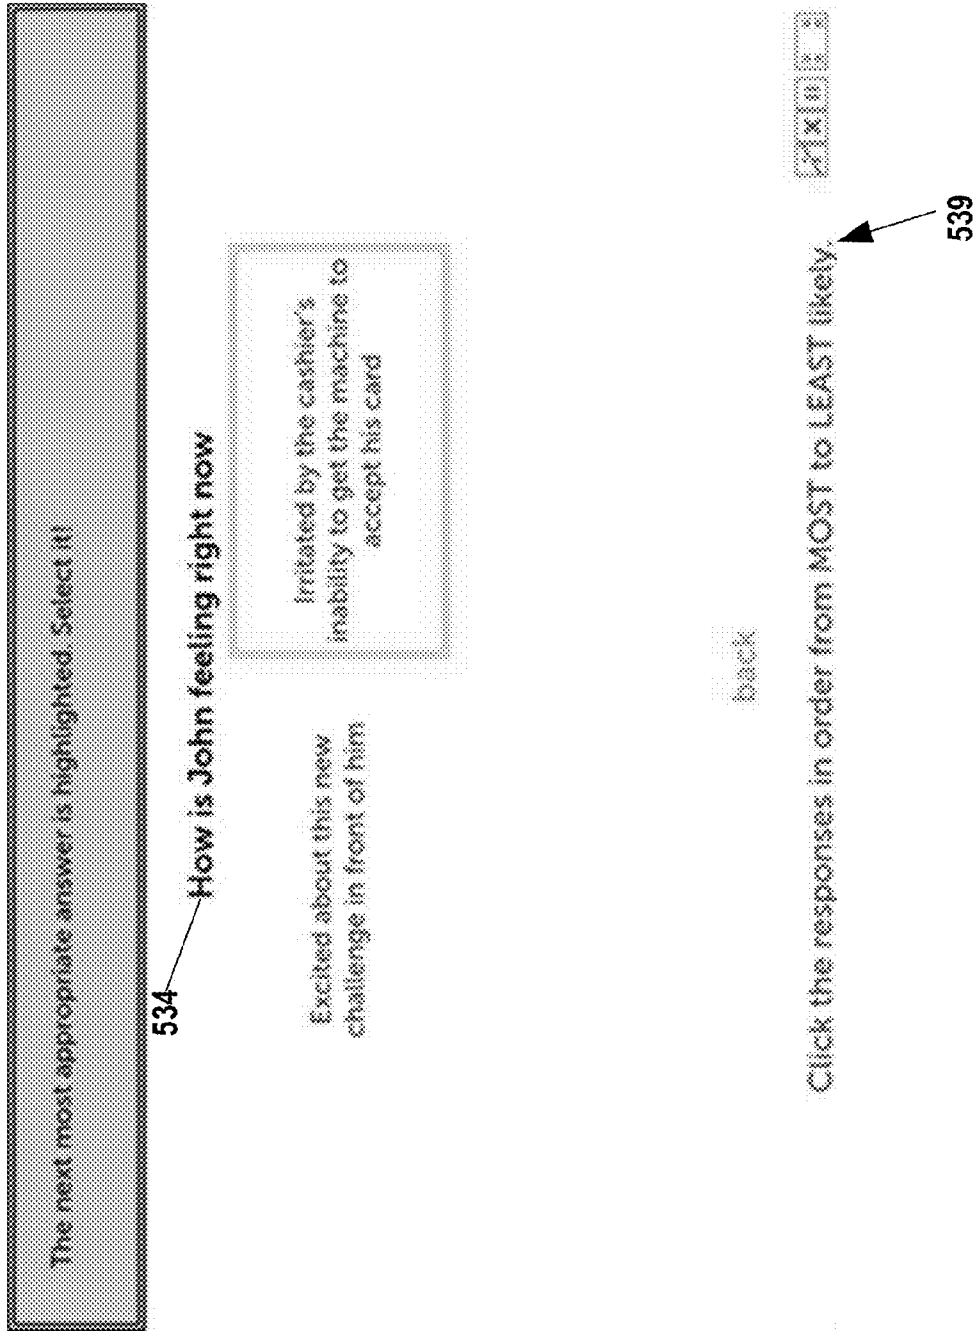 The next most appropriate answer is highlighted. Select it!
534
How is John feeling right now
Excited about this new
challenge in front of him
Irritated by the cashier's
inability to get the machine to
accept his card
back
Click the responses in order from MOST to LEAST likely.
539